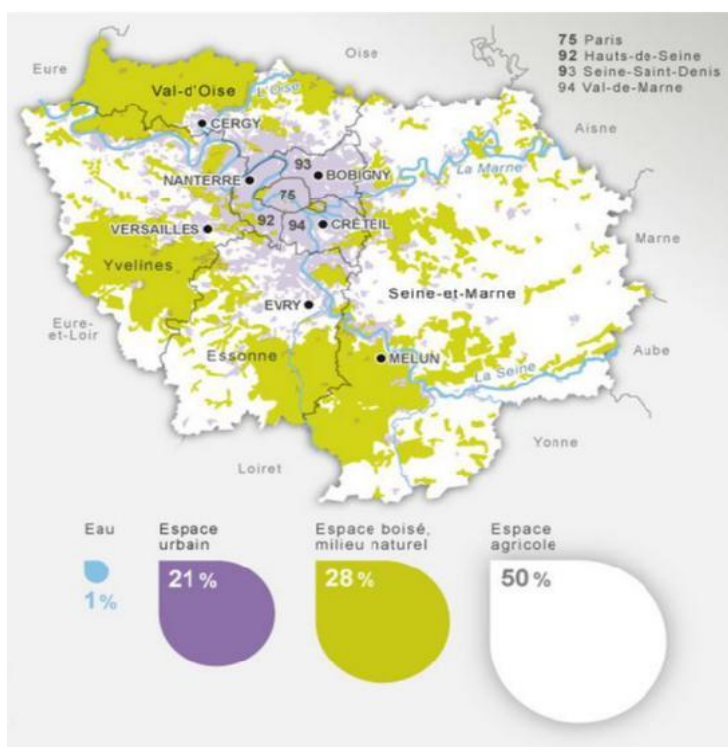 75 Paris
92 Hauts-de-Seine
93 Seine-Saint-Denis
94 Val-de-Marne
Oise
Eure
Val-d'Oise
L'Oise
CERGY
Aisne
93
BOBIGNY
La Marne
NANTERRE
75
92
94
CRÉTEIL
VERSAILLES
Marne
Yvelines
Seine-et-Marne
EVRY
Eure-
et-Loir
Essonne
MELUN
Aube
La Seine
Yonne
Loiret
Eau
1%
Espace
urbain
21%
Espace boisé,
milieu naturel
28%
Espace
agricole
50%